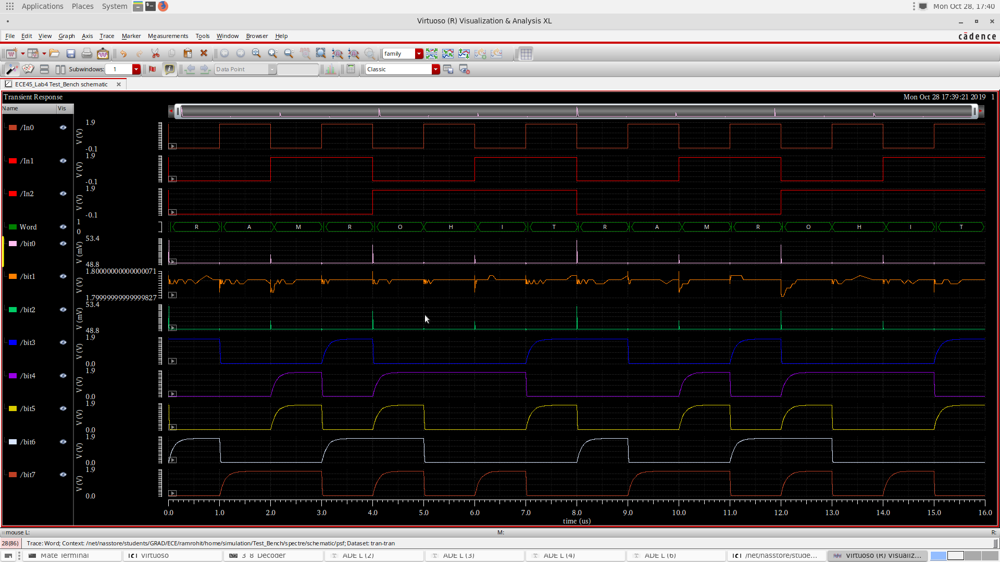 Applications Places System Mon Oct 28, 17:40
Virtuoso (R) Visualization & Analysis XL
File Edit View Graph Axis Trace Marker Measurements Tools Window Browser Help cādence
family
Subwindows: 1 Data Point Classic
ECE45_Lab4 Test_Bench schematic
Transient Response Mon Oct 28 17:39:21 2019 1
Name Vis
/In0 V (V) 1.9 -0.1
/In1 V (V) 1.9 -0.1
/In2 V (V) 1.9 -0.1
Word 1 0 R A M R O H I T R A M R O H I T
/bit0 V (mV) 53.4 48.8
/bit1 V (V) 1.80000000000000071 1.79999999999999827
/bit2 V (mV) 53.4 48.8
/bit3 V (V) 1.9 0.0
/bit4 V (V) 1.9 0.0
/bit5 V (V) 1.9 0.0
/bit6 V (V) 1.9 0.0
/bit7 V (V) 1.9 0.0
0.0 1.0 2.0 3.0 4.0 5.0 6.0 7.0 8.0 9.0 10.0 11.0 12.0 13.0 14.0 15.0 16.0
time (us)
mouse L: M: R:
28(86) Trace: Word; Context: /net/nasstore/students/GRAD/ECE/ramrohit/home/simulation/Test_Bench/spectre/schematic/psf; Dataset: tran-tran
Mate Terminal Virtuoso 3 8 Decoder ADE L (2) ADE L (3) ADE L (4) ADE L (6) /net/nasstore/stude... Virtuoso (R) Visualiz...